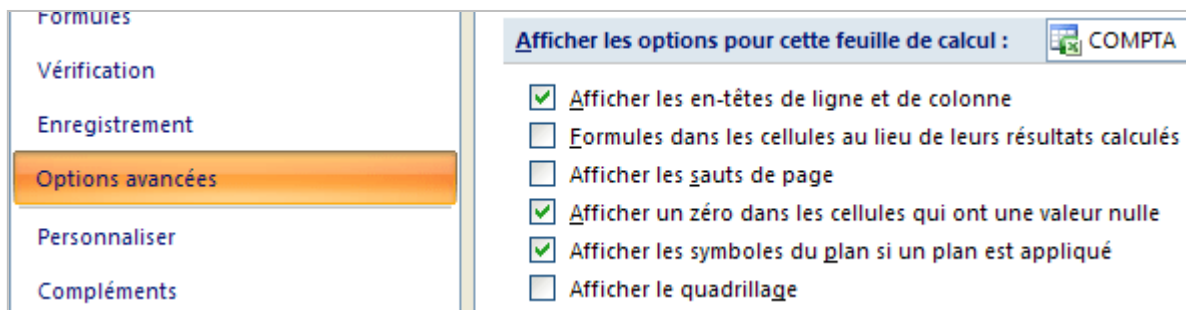 Formules
Vérification
Enregistrement
Options avancées
Personnaliser
Compléments
Afficher les options pour cette feuille de calcul : COMPTA
Afficher les en-têtes de ligne et de colonne
Formules dans les cellules au lieu de leurs résultats calculés
Afficher les sauts de page
Afficher un zéro dans les cellules qui ont une valeur nulle
Afficher les symboles du plan si un plan est appliqué
Afficher le quadrillage